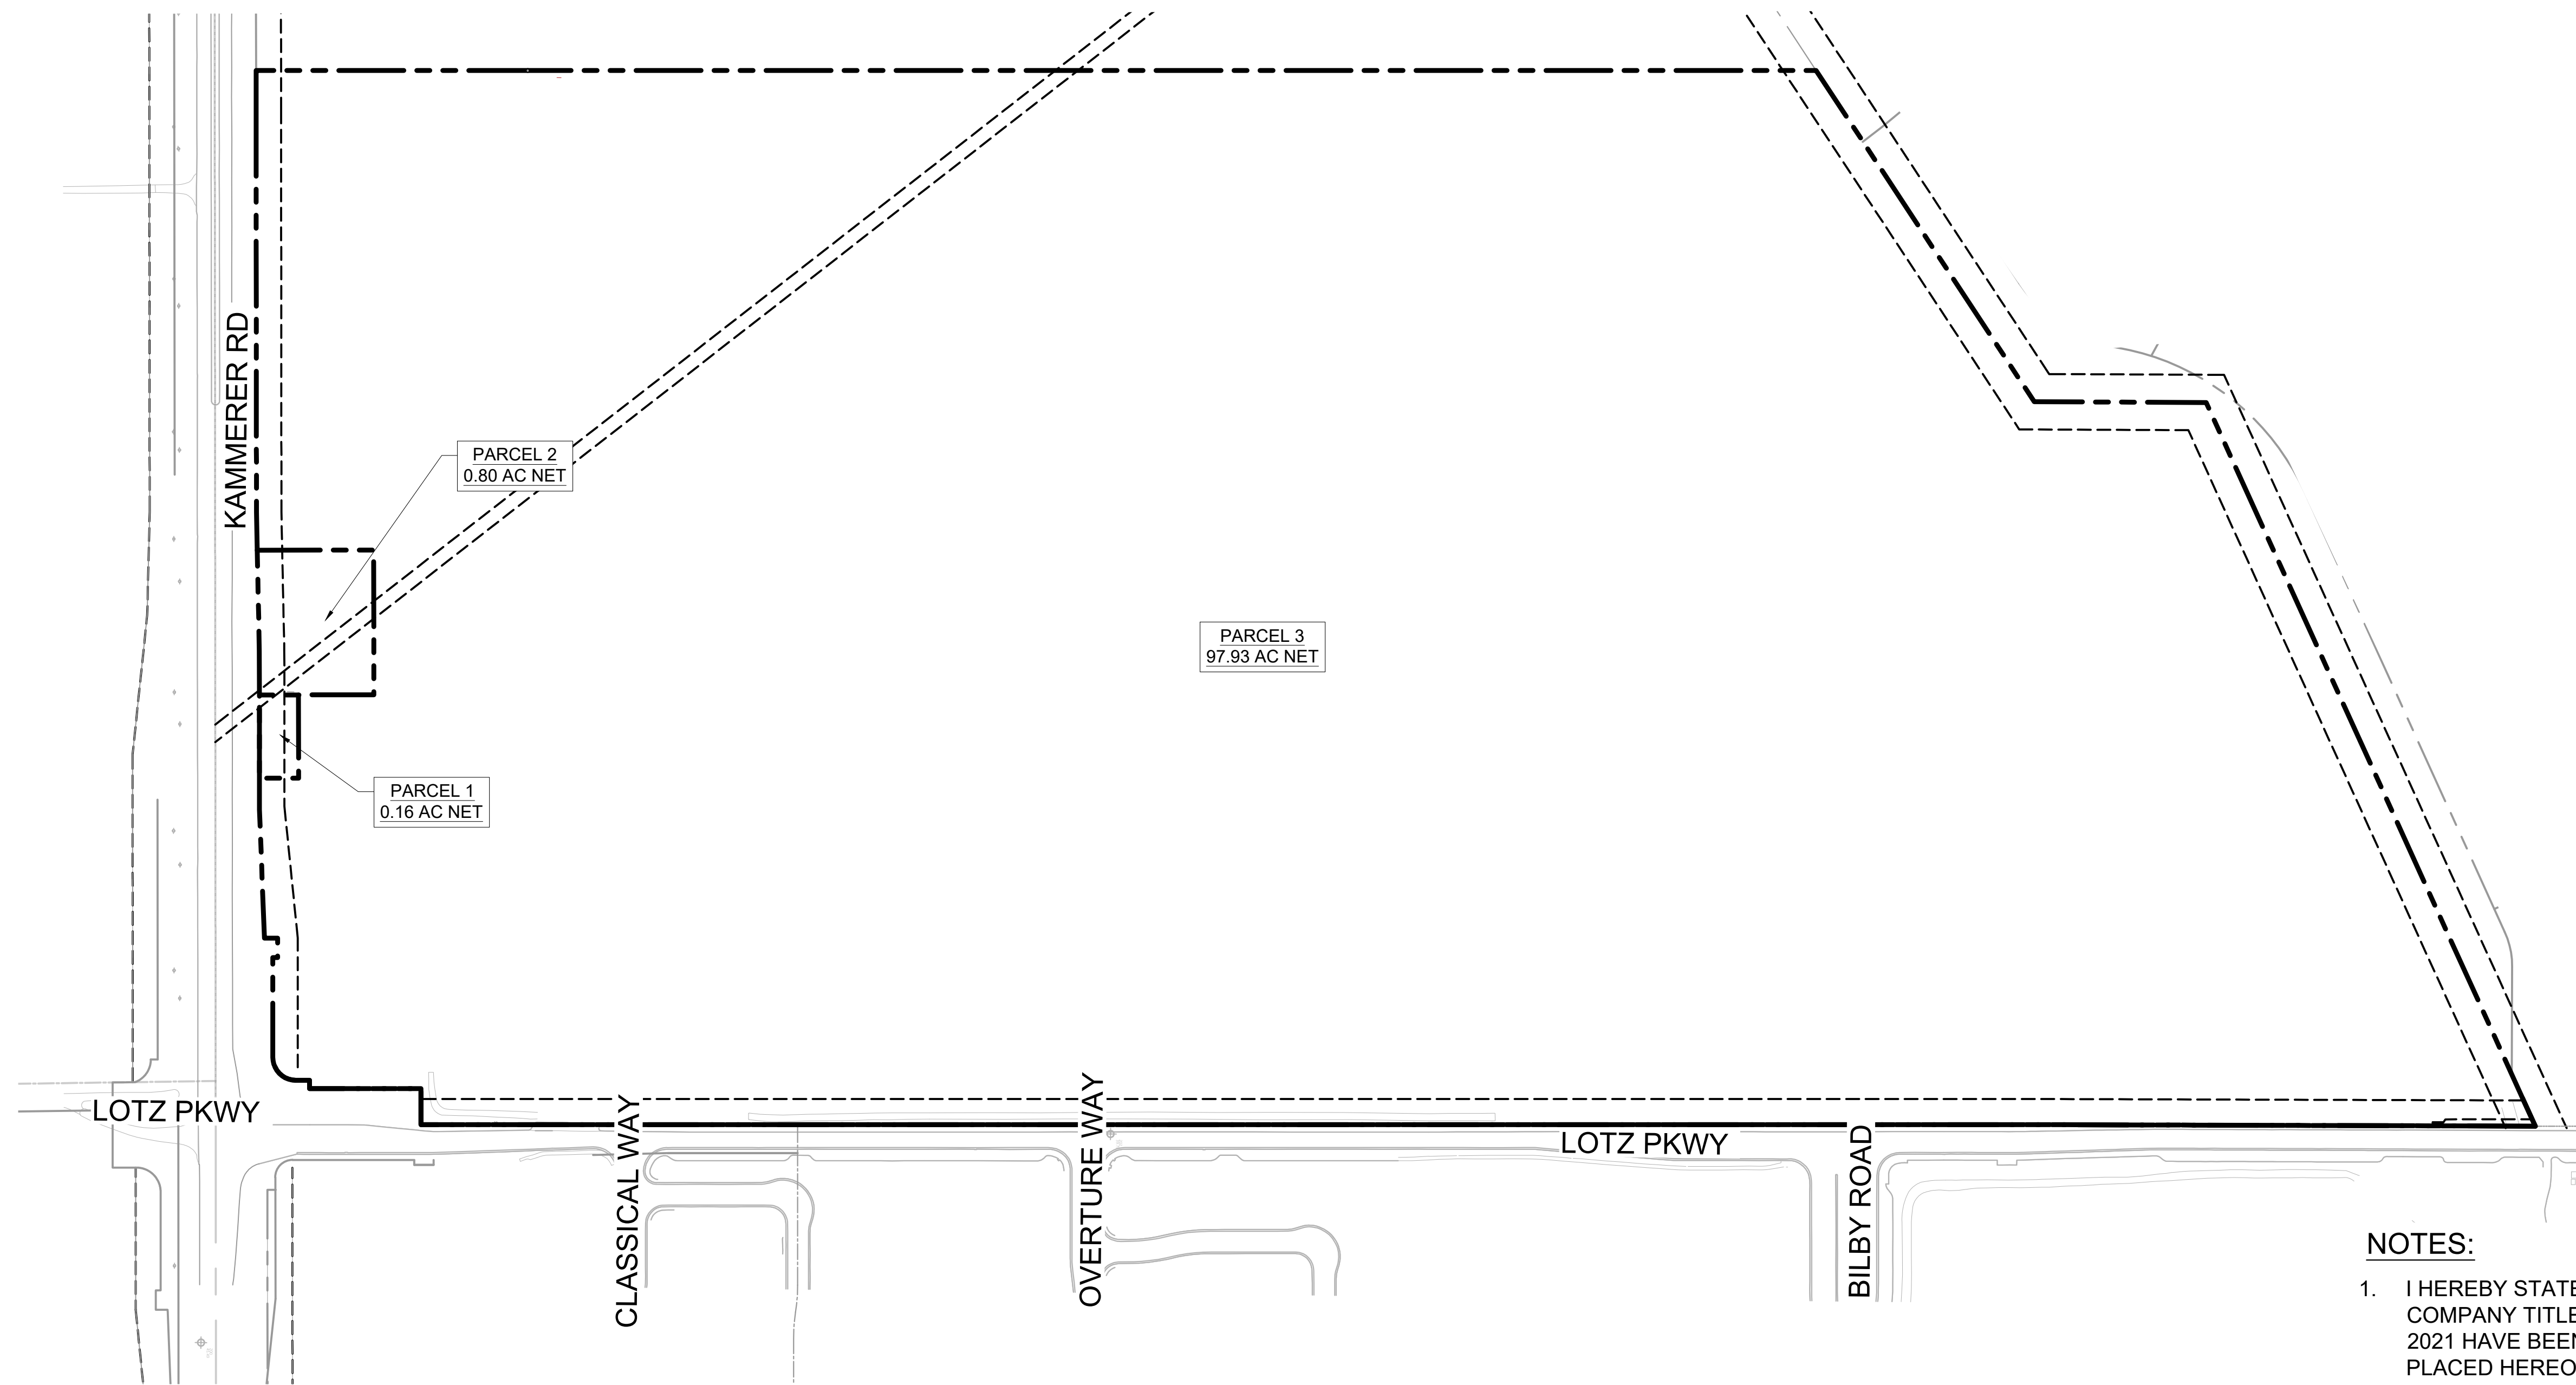 KAMMERER RD
PARCEL 2
0.80 AC NET
PARCEL 3
97.93 AC NET
PARCEL 1
0.16 AC NET
LOTZ PKWY
CLASSICAL WAY
OVERTURE WAY
LOTZ PKWY
BILBY ROAD
NOTES:
1. I HEREBY STATE
COMPANY TITLE
2021 HAVE BEEN
PLACED HEREO